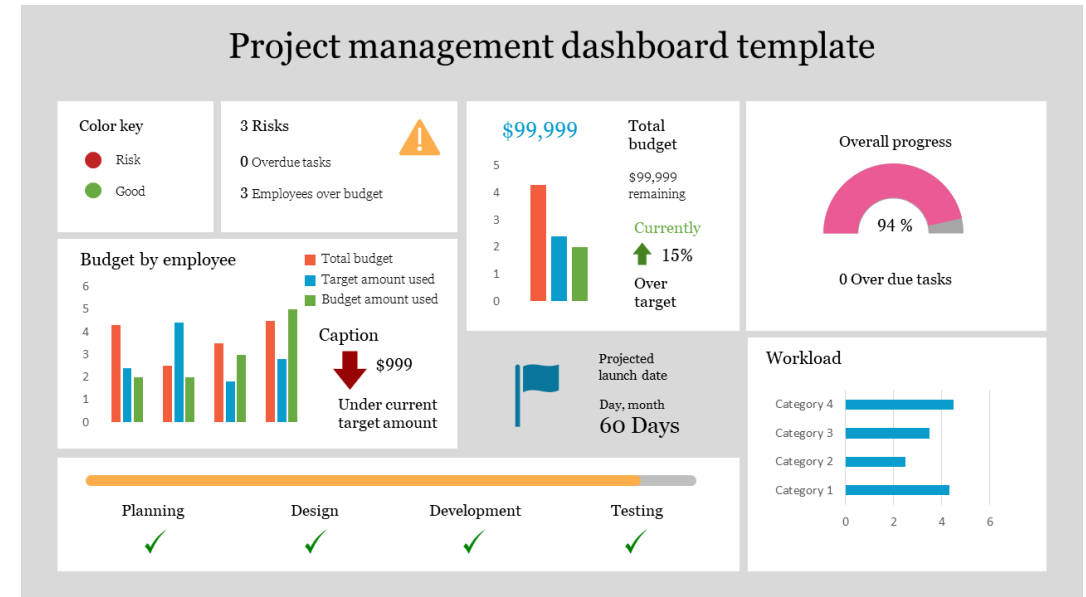 Project management dashboard template
Color key
Risk
Good
3 Risks
0 Overdue tasks
3 Employees over budget
$99,999
5
4
3
2
1
0
Total
budget
$99,999
remaining
Currently
15%
Over
target
Overall progress
94 %
0 Over due tasks
Budget by employee
Total budget
Target amount used
Budget amount used
6
5
4
3
2
1
0
Caption
$999
Under current
target amount
Projected
launch date
Day, month
60 Days
Workload
Category 4
Category 3
Category 2
Category 1
0 2 4 6
Planning Design Development Testing